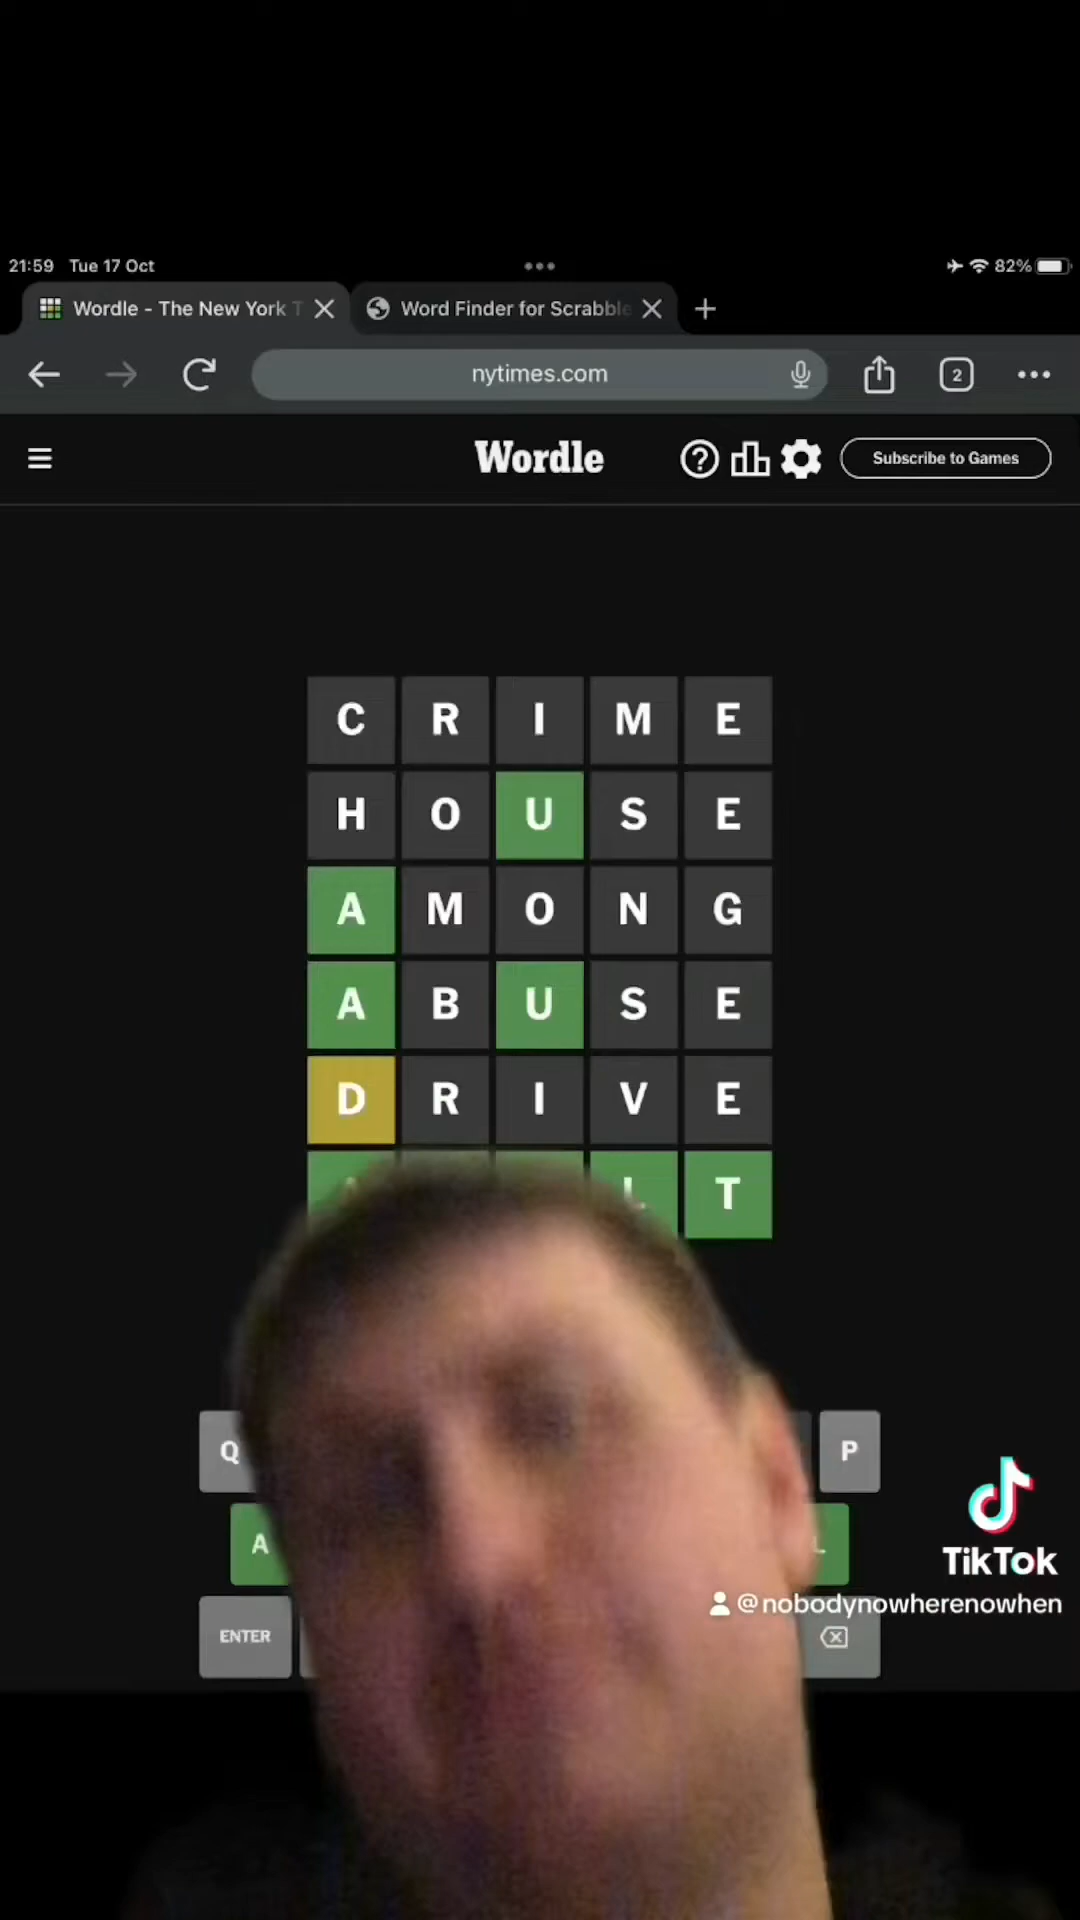 21:59 Tue 17 Oct
82%
Wordle - The New York T
Word Finder for Scrabble
nytimes.com
2
Wordle
Subscribe to Games
C R I M E
H O U S E
A M O N G
A B U S E
D R I V E
A L T
Q P
A L
ENTER
TikTok
@nobodynowherenowhen